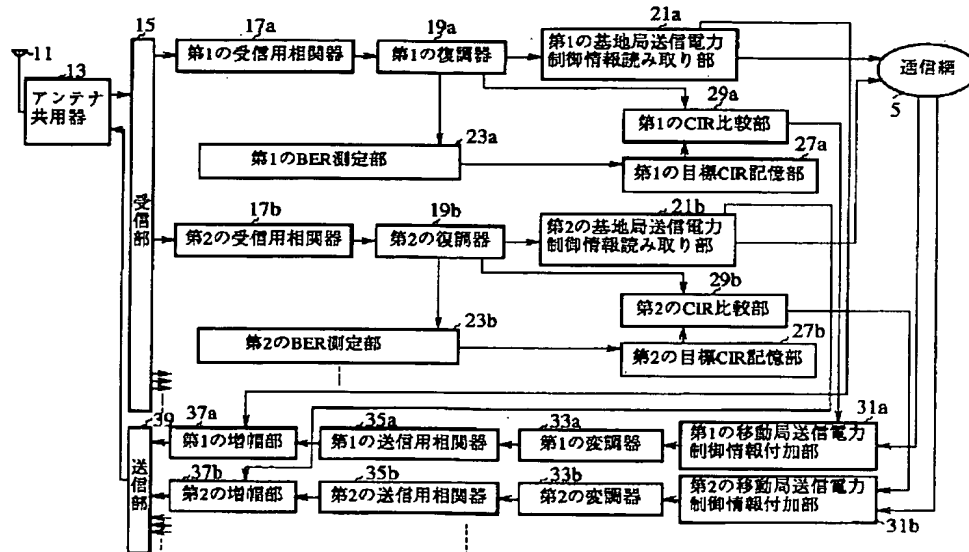 11
13
アンテナ
共用器
15
受信部
17a
第1の受信用相関器
19a
第1の復調器
21a
第1の基地局送信電力
制御情報読み取り部
通信網
5
29a
第1のCIR比較部
23a
第1のBER測定部
27a
第1の目標CIR記憶部
17b
第2の受信用相関器
19b
第2の復調器
21b
第2の基地局送信電力
制御情報読み取り部
29b
第2のCIR比較部
23b
第2のBER測定部
27b
第2の目標CIR記憶部
39
送信部
37a
第1の増幅部
35a
第1の送信用相関器
33a
第1の変調器
31a
第1の移動局送信電力
制御情報付加部
37b
第2の増幅部
35b
第2の送信用相関器
33b
第2の変調器
第2の移動局送信電力
制御情報付加部
31b